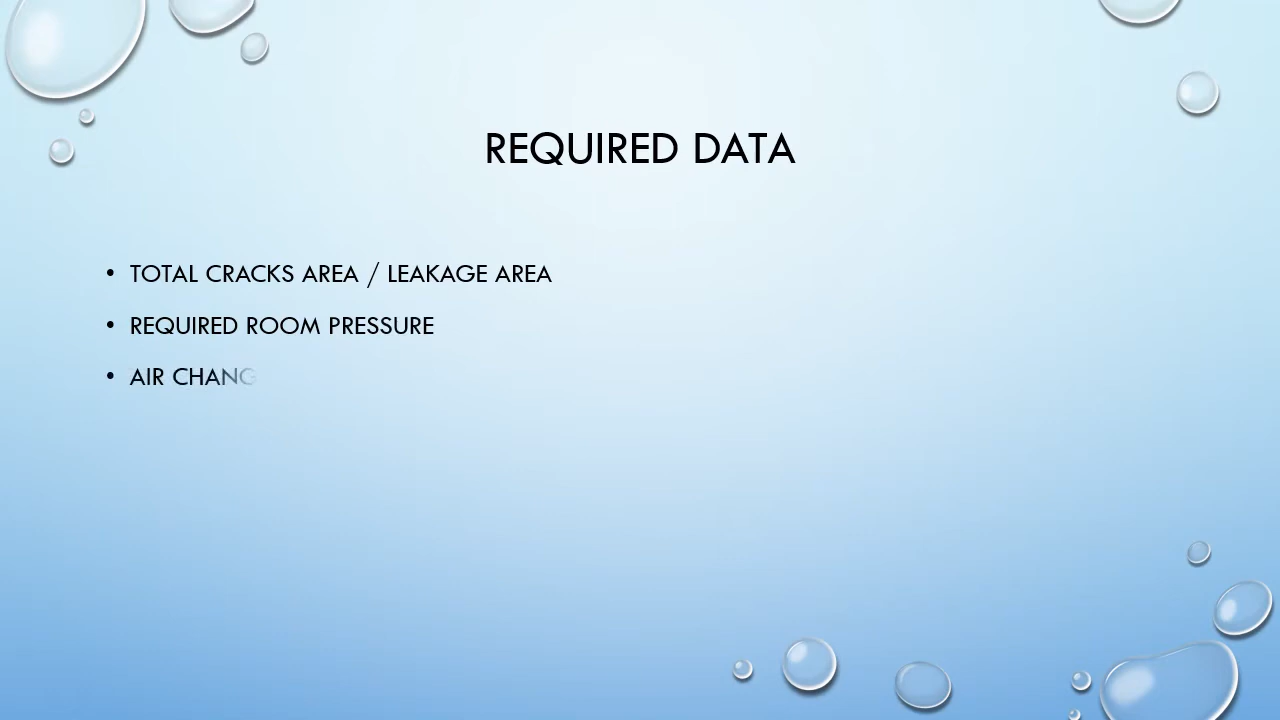 REQUIRED DATA
• TOTAL CRACKS AREA / LEAKAGE AREA
• REQUIRED ROOM PRESSURE
• AIR CHANG